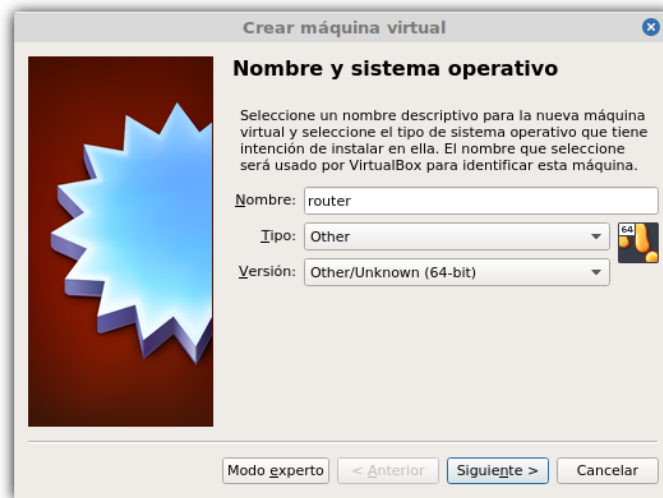 Crear máquina virtual
Nombre y sistema operativo
Seleccione un nombre descriptivo para la nueva máquina
virtual y seleccione el tipo de sistema operativo que tiene
intención de instalar en ella. El nombre que seleccione
será usado por VirtualBox para identificar esta máquina.
Nombre: router
Tipo: Other
64
Versión: Other/Unknown (64-bit)
Modo experto < Anterior Siguiente > Cancelar